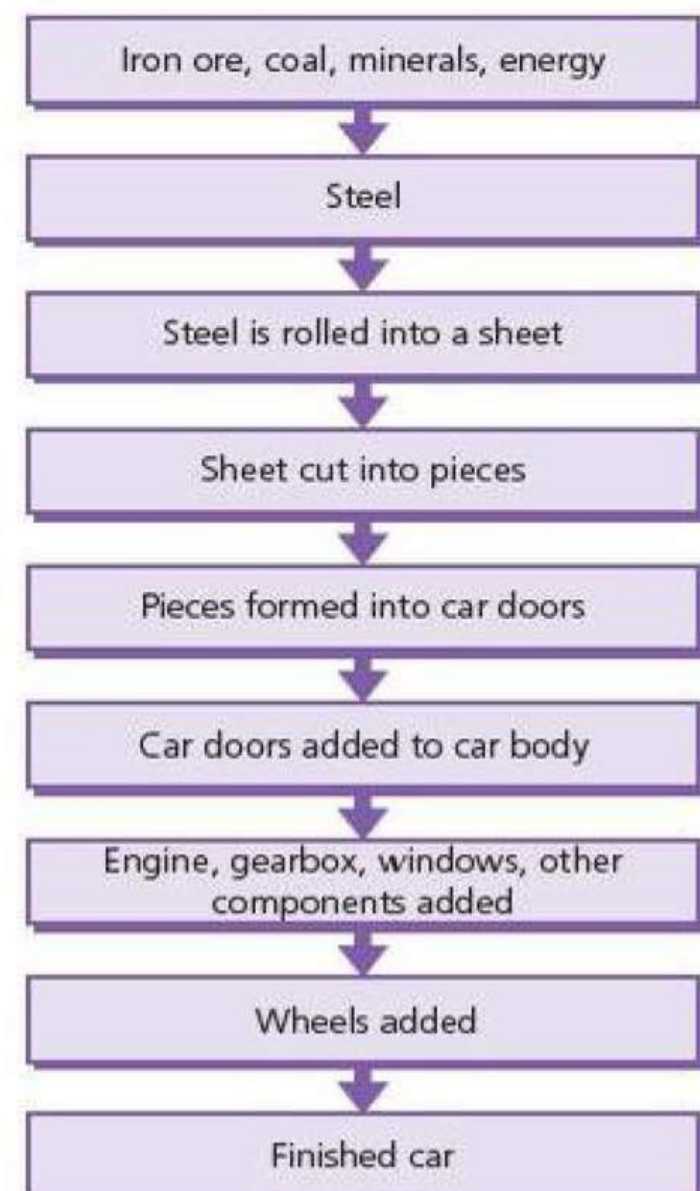 Iron ore, coal, minerals, energy
Steel
Steel is rolled into a sheet
Sheet cut into pieces
Pieces formed into car doors
Car doors added to car body
Engine, gearbox, windows, other
components added
Wheels added
Finished car